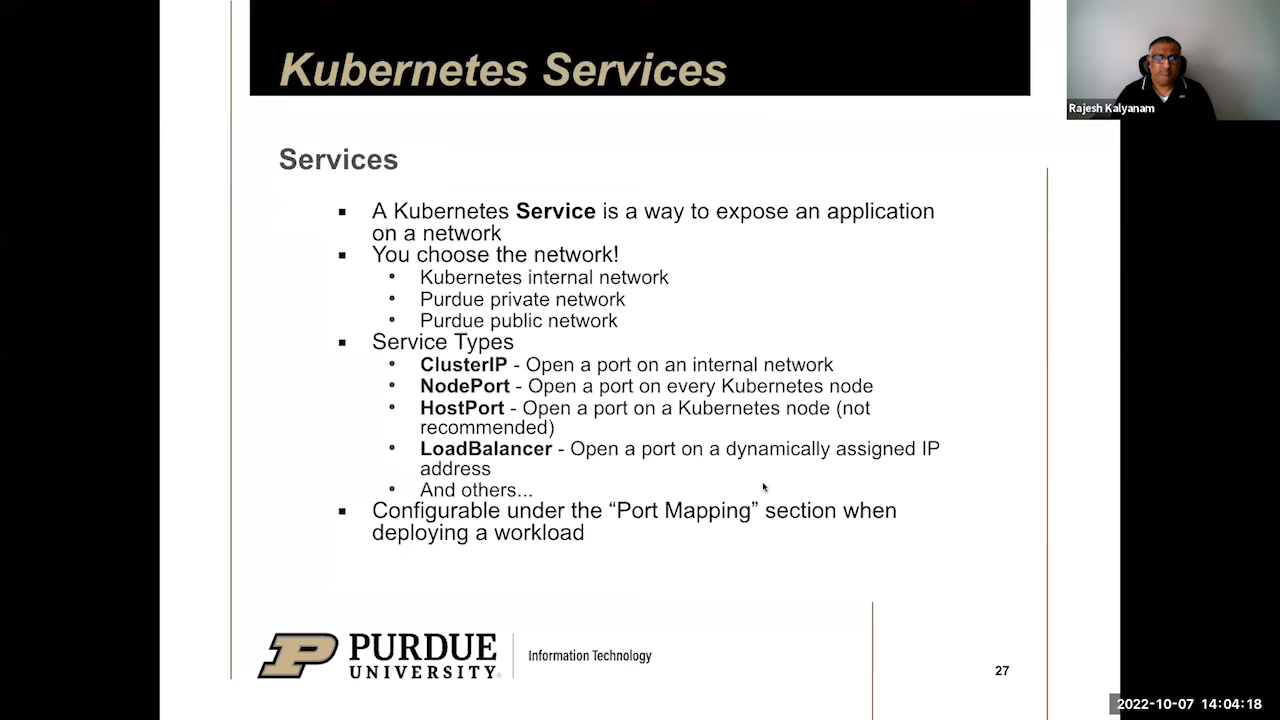 Kubernetes Services
Rajesh Kalyanam
Services
▪ A Kubernetes Service is a way to expose an application
on a network
▪ You choose the network!
• Kubernetes internal network
• Purdue private network
• Purdue public network
▪ Service Types
• ClusterIP - Open a port on an internal network
• NodePort - Open a port on every Kubernetes node
• HostPort - Open a port on a Kubernetes node (not
recommended)
• LoadBalancer - Open a port on a dynamically assigned IP
address
• And others...
▪ Configurable under the “Port Mapping” section when
deploying a workload
P PURDUE
UNIVERSITY®
Information Technology
27
2022-10-07 14:04:18